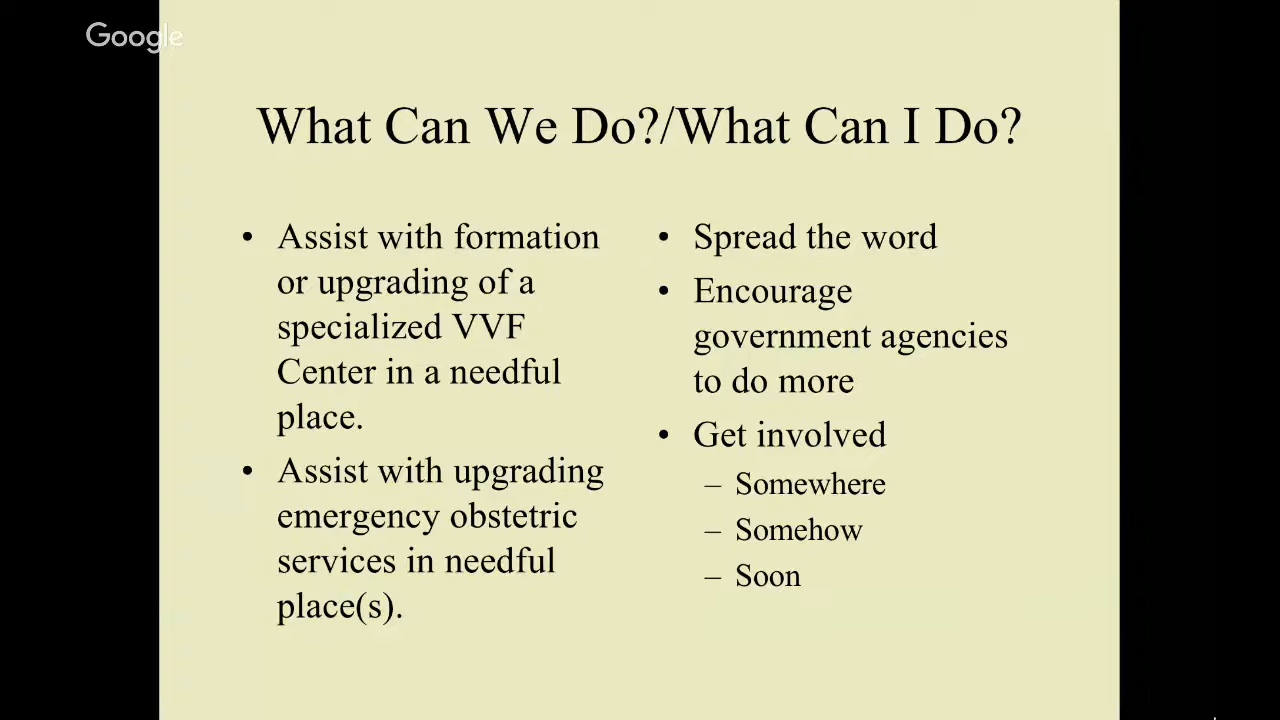 Google
What Can We Do?/What Can I Do?
• Assist with formation
or upgrading of a
specialized VVF
Center in a needful
place.
• Assist with upgrading
emergency obstetric
services in needful
place(s).
• Spread the word
• Encourage
government agencies
to do more
• Get involved
– Somewhere
– Somehow
– Soon